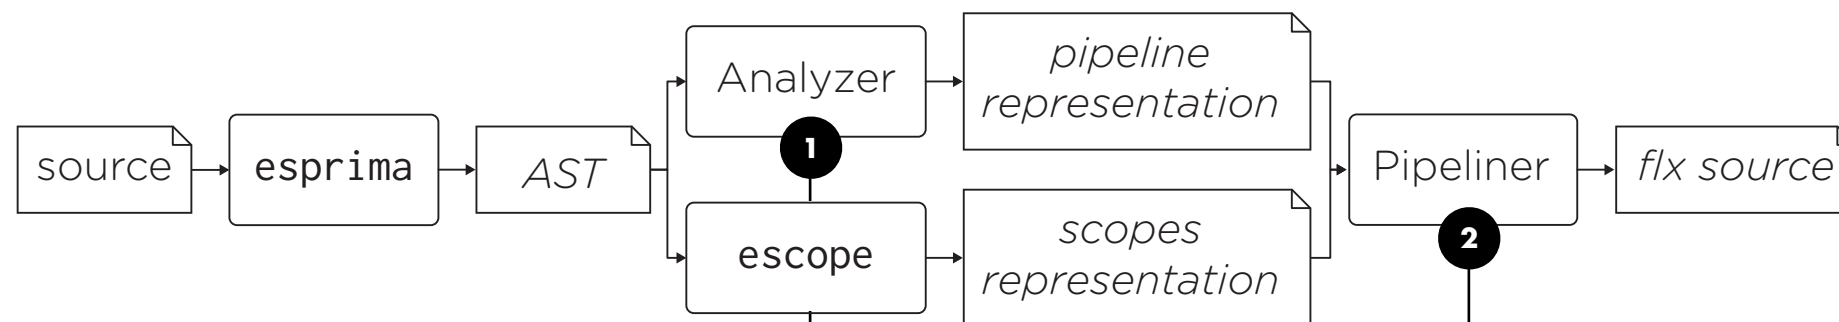 source
esprima
AST
Analyzer
1
escope
pipeline
representation
scopes
representation
Pipeliner
2
flx source